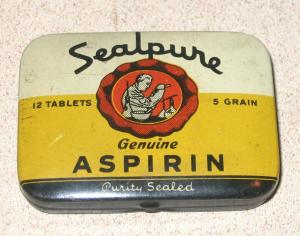 Sealpure
12 TABLETS 5 GRAIN
Genuine
ASPIRIN
Purity Sealed